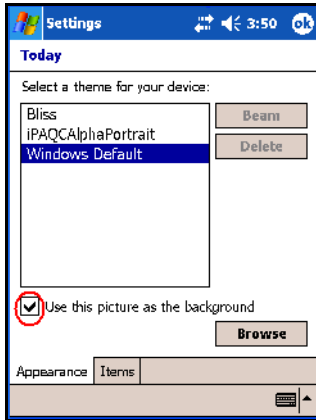 Settings 3:50 ok
Today
Select a theme for your device:
Bliss
iPAQCAlphaPortrait
Windows Default
Beam
Delete
Use this picture as the background
Browse
Appearance Items